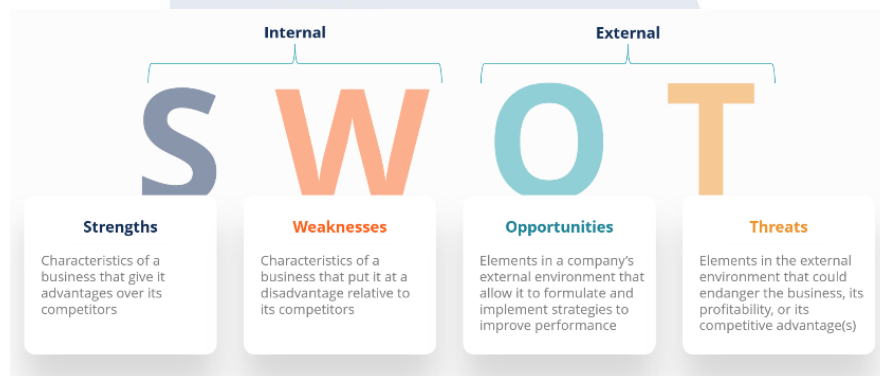 Internal
External
S W O T
Strengths
Characteristics of a
business that give it
advantages over its
competitors
Weaknesses
Characteristics of a
business that put it at a
disadvantage relative to
its competitors
Opportunities
Elements in a company's
external environment that
allow it to formulate and
implement strategies to
improve performance
Threats
Elements in the external
environment that could
endanger the business, its
profitability, or its
competitive advantage(s)